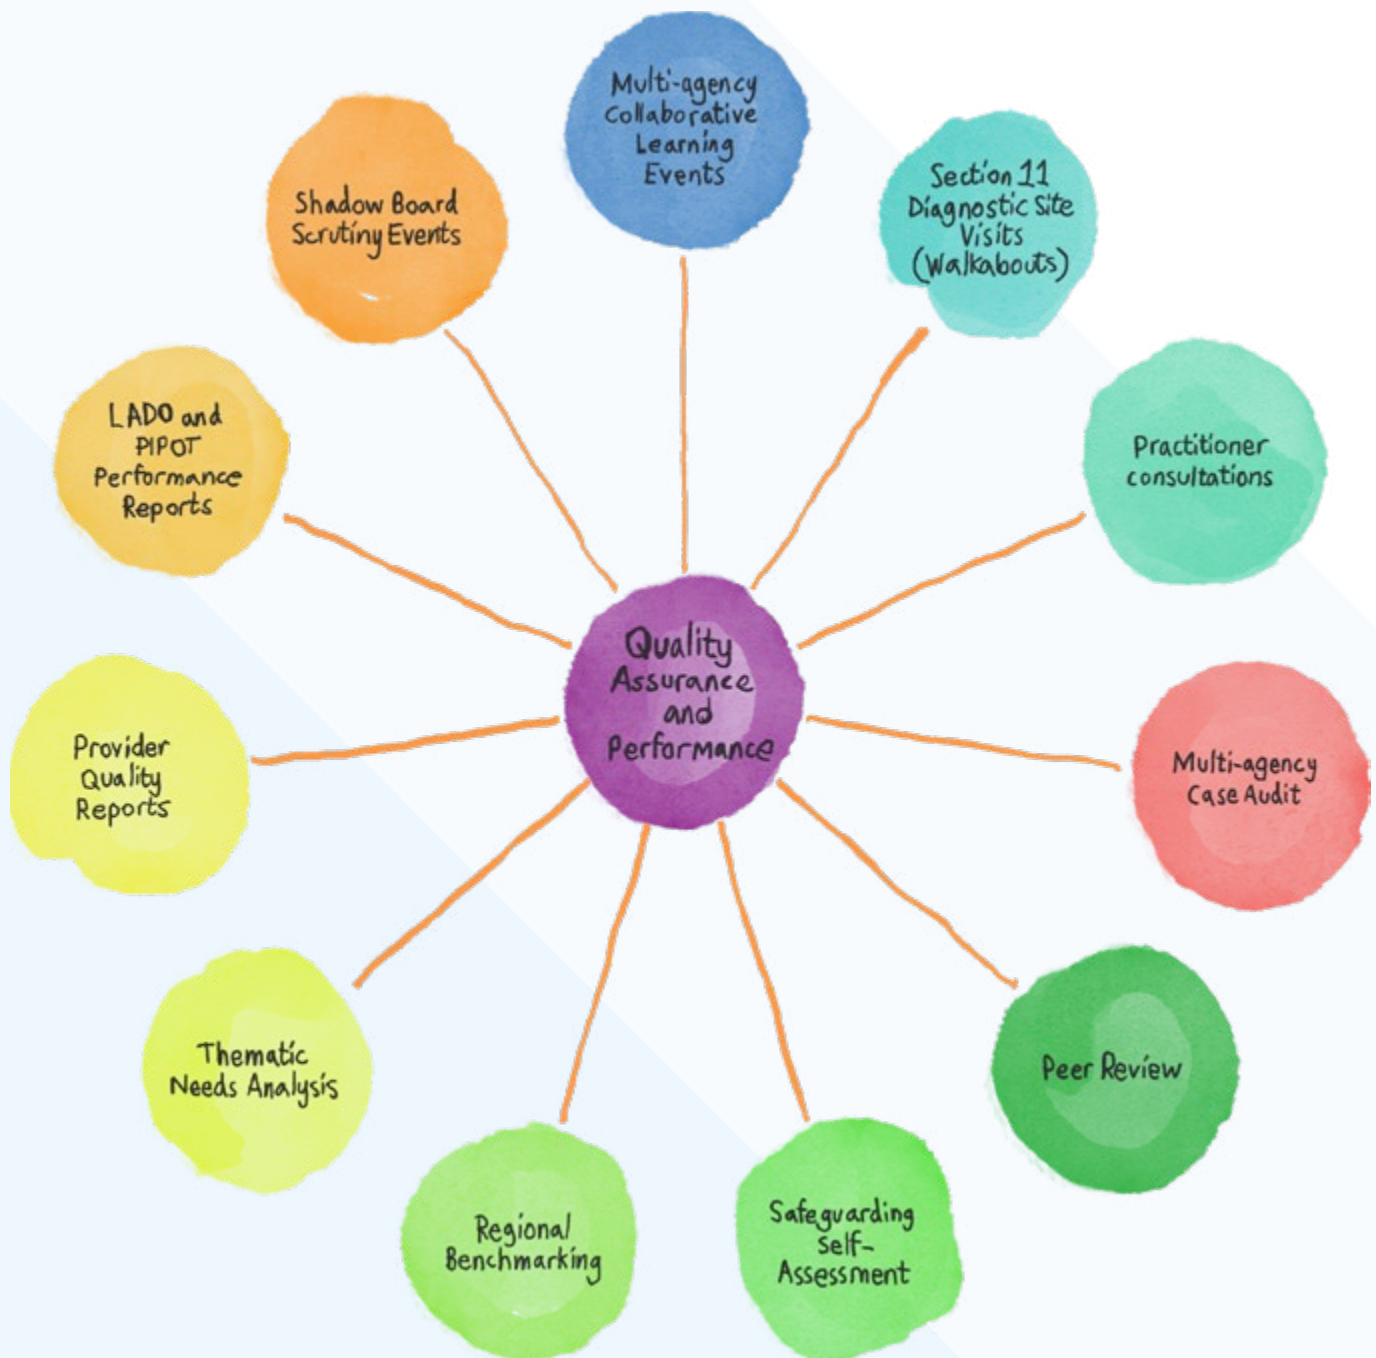 Multi-agency
Collaborative
Learning
Events
Section 11
Diagnostic Site
Visits
(Walkabouts)
Practitioner
consultations
Multi-agency
Case Audit
Peer Review
Safeguarding
Self-
Assessment
Regional
Benchmarking
Thematic
Needs Analysis
Provider
Quality
Reports
LADO and
PIPOT
Performance
Reports
Shadow Board
Scrutiny Events
Quality
Assurance
and
Performance